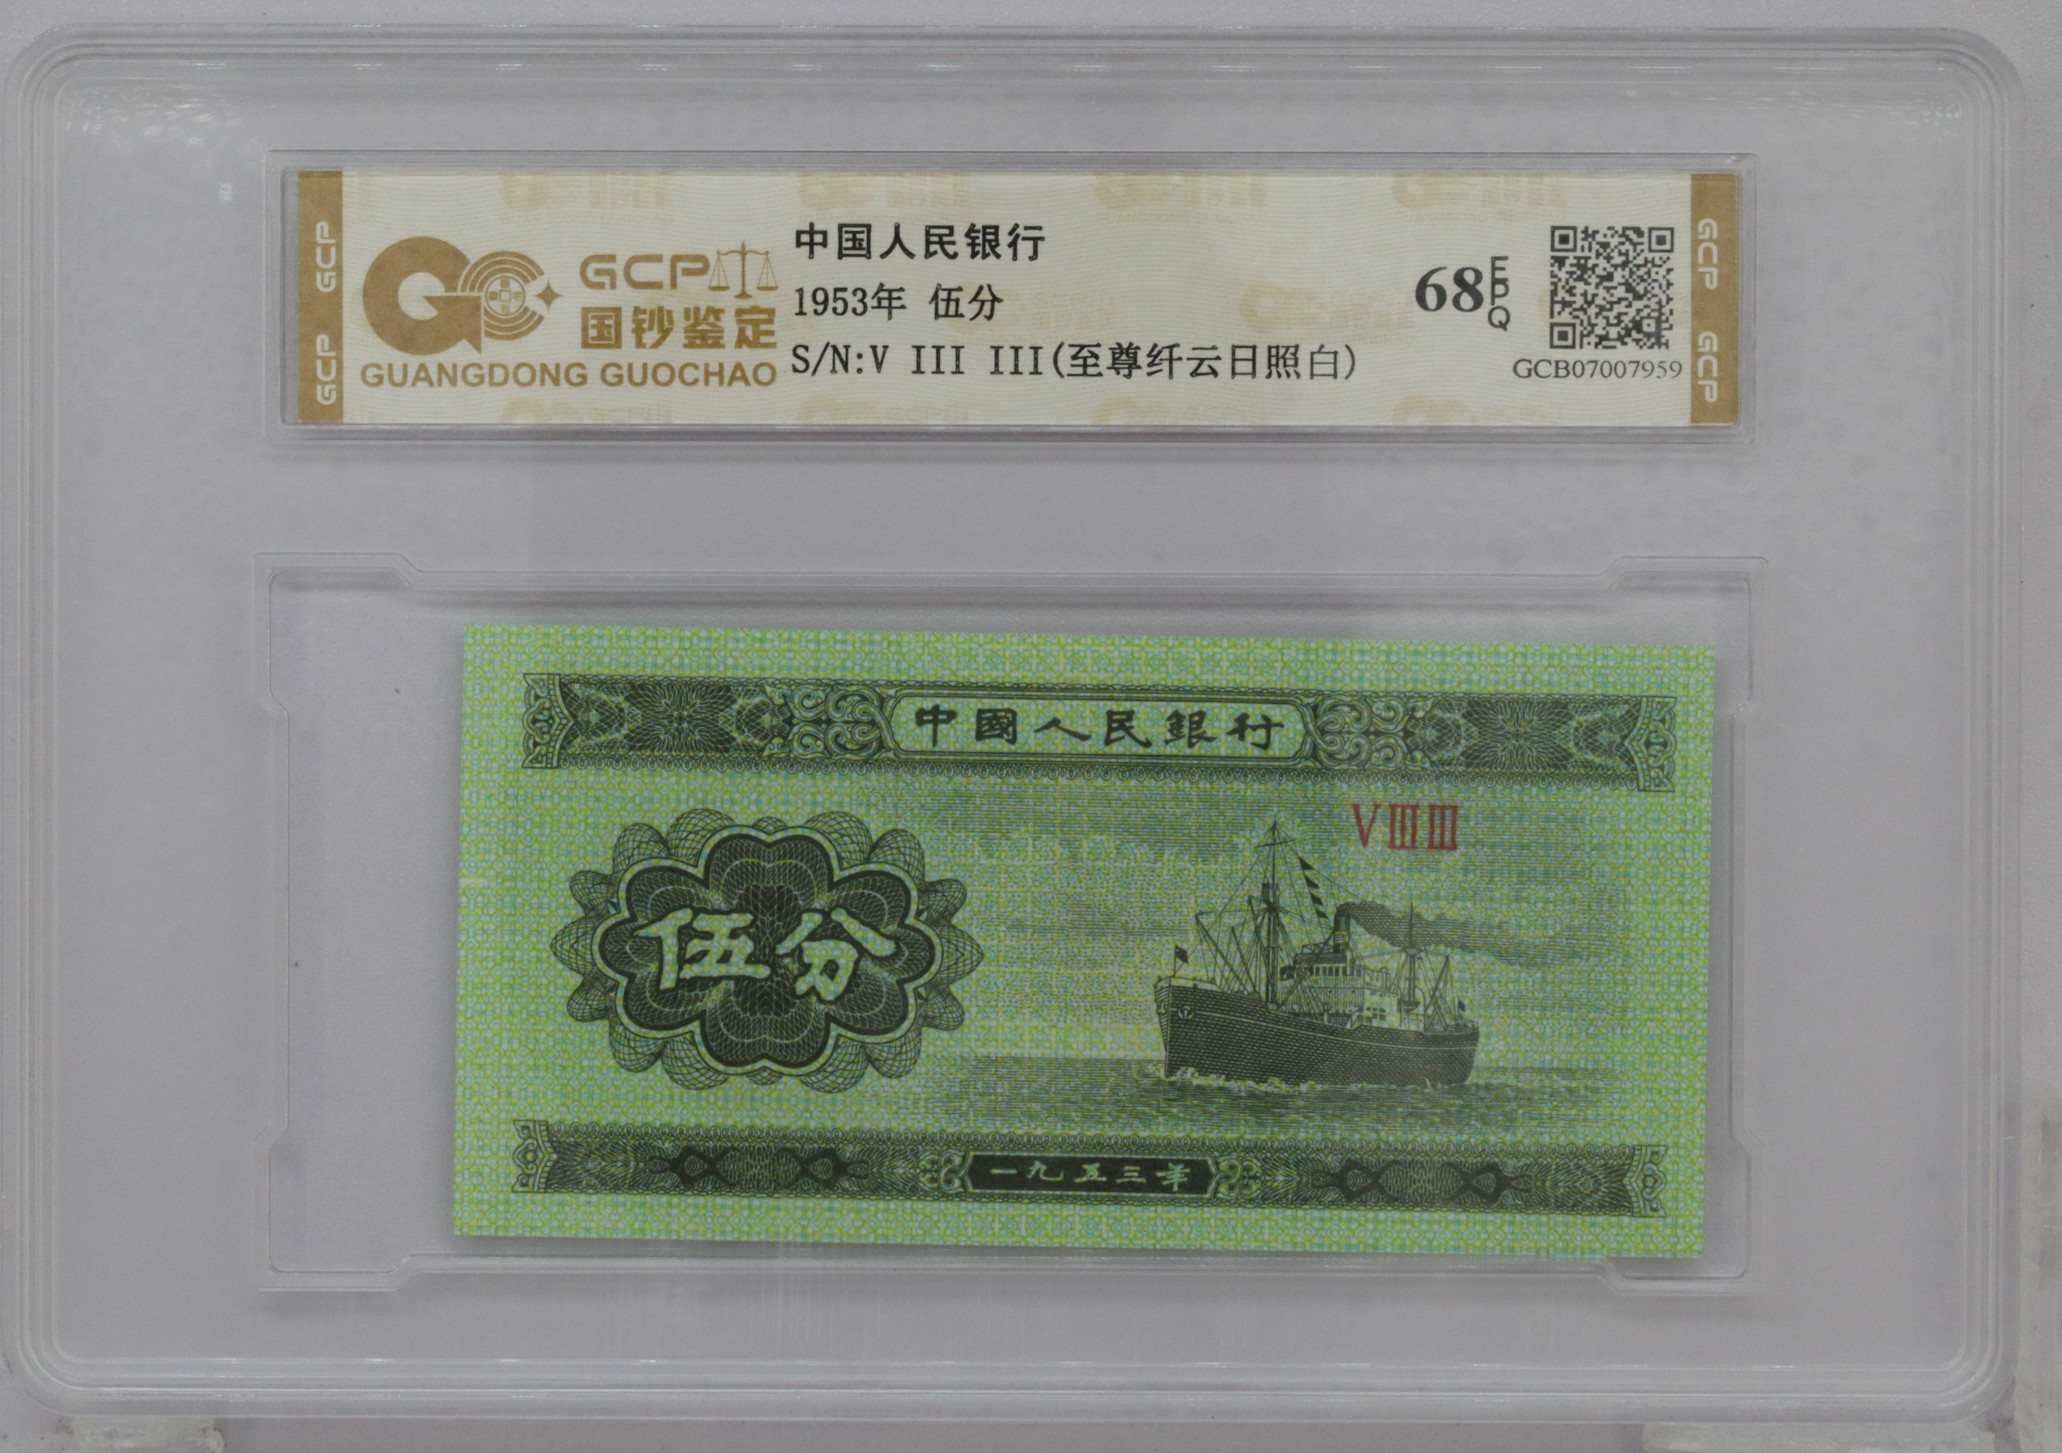 GCP
GCP
GCP
国钞鉴定
GUANGDONG GUOCHAO
中国人民银行
1953年 伍分
S/N:V III III(至尊纤云日照白)
68 EPQ
GCB07007959
GCP
GCP
中國人民銀行
V III III
伍分
一九五三年